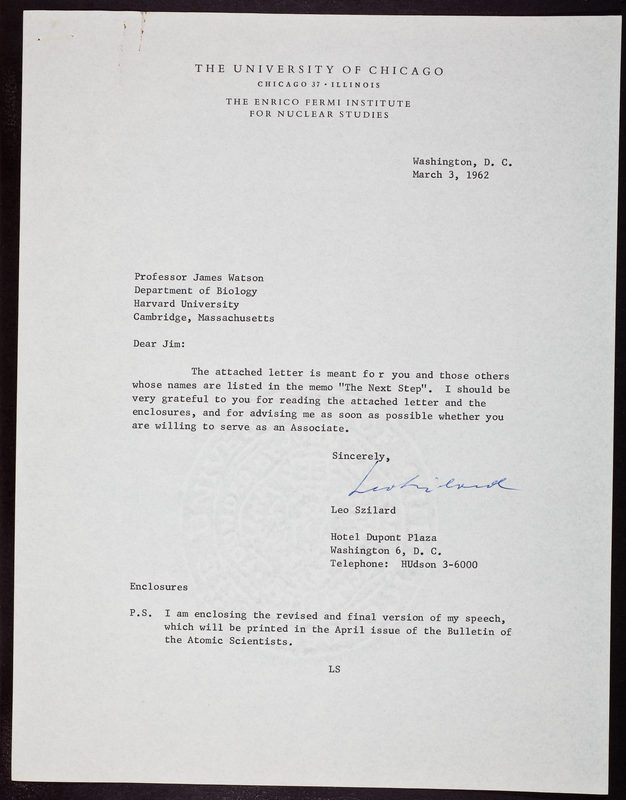 THE UNIVERSITY OF CHICAGO
CHICAGO 37 · ILLINOIS
THE ENRICO FERMI INSTITUTE
FOR NUCLEAR STUDIES
Washington, D. C.
March 3, 1962
Professor James Watson
Department of Biology
Harvard University
Cambridge, Massachusetts
Dear Jim:
The attached letter is meant fo r you and those others
whose names are listed in the memo "The Next Step". I should be
very grateful to you for reading the attached letter and the
enclosures, and for advising me as soon as possible whether you
are willing to serve as an Associate.
Sincerely,
Leo Szilard
Leo Szilard
Hotel Dupont Plaza
Washington 6, D. C.
Telephone: HUdson 3-6000
Enclosures
P.S. I am enclosing the revised and final version of my speech,
which will be printed in the April issue of the Bulletin of
the Atomic Scientists.
LS